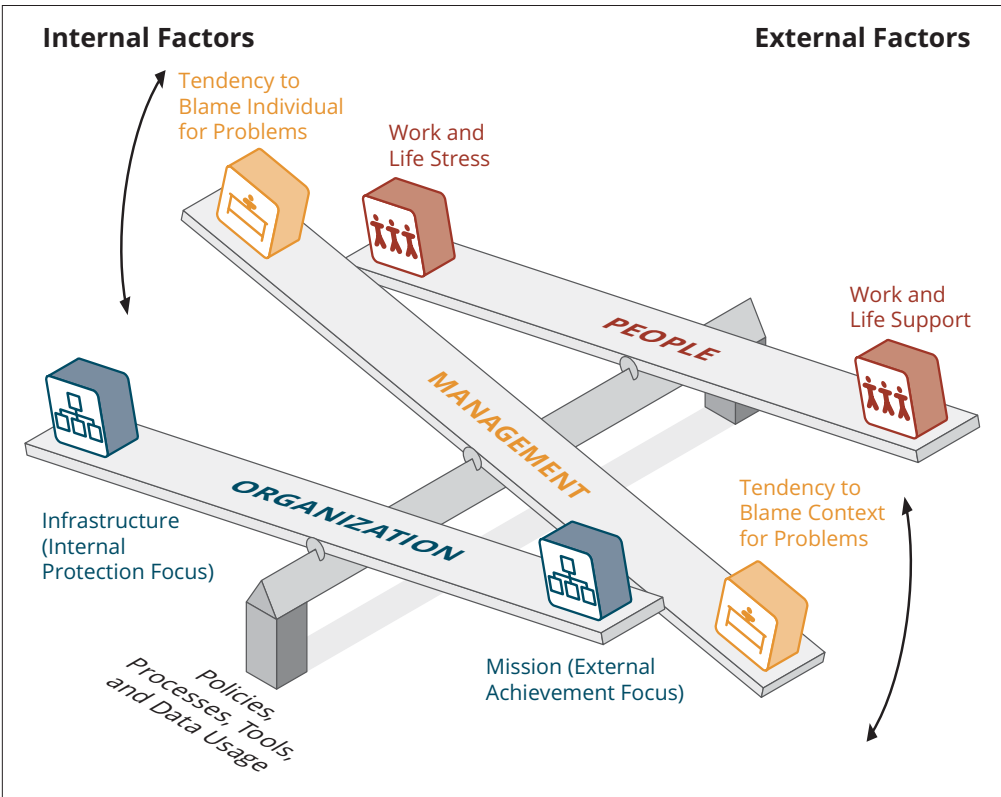 Internal Factors
External Factors
Tendency to
Blame Individual
for Problems
Work and
Life Stress
Work and
Life Support
PEOPLE
MANAGEMENT
ORGANIZATION
Tendency to
Blame Context
for Problems
Infrastructure
(Internal
Protection Focus)
Mission (External
Achievement Focus)
Policies,
Processes, Tools,
and Data Usage